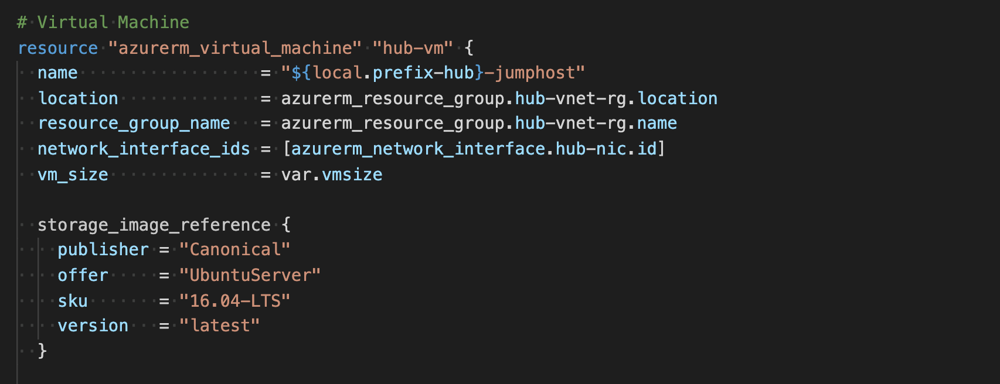 # Virtual Machine
resource "azurerm_virtual_machine" "hub-vm" {
  name                  = "${local.prefix-hub}-jumphost"
  location              = azurerm_resource_group.hub-vnet-rg.location
  resource_group_name   = azurerm_resource_group.hub-vnet-rg.name
  network_interface_ids = [azurerm_network_interface.hub-nic.id]
  vm_size               = var.vmsize

  storage_image_reference {
    publisher = "Canonical"
    offer     = "UbuntuServer"
    sku       = "16.04-LTS"
    version   = "latest"
  }